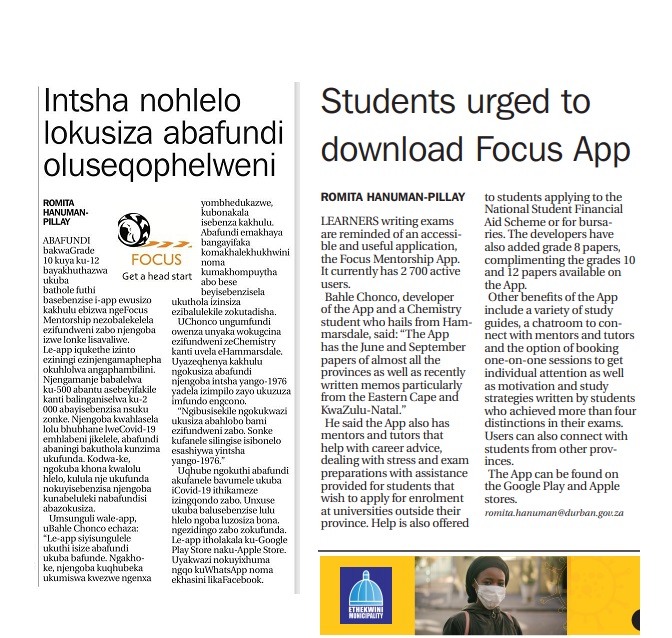 Intsha nohlelo
lokusiza abafundi
oluseqophelweni
ROMITA
HANUMAN-
PILLAY
ABAFUNDI
bakwaGrade
10 kuya ku-12
bayakhuthazwa
ukuba
bathole futhi
basebenzise i-app ewusizo
kakhulu ebizwa ngeFocus
Mentorship nezobalekelela
ezifundweni zabo njengoba
izwe lonke lisavaliwe.
Le-app iqukethe izinto
eziningi ezinjengamaphepha
okuhlolwa angaphambilini.
Njengamanje babalelwa
ku-500 abantu asebeyifakile
kanti balinganiselwa ku-2
000 abayisebenzisa nsuku
zonke. Njengoba kwahlasela
lolu bhubhane lweCovid-19
emhlabeni jikelele, abafundi
abaningi bakuthola kunzima
ukufunda. Kodwa-ke,
ngokuba khona kwalolu
hlelo, kulula nje ukufunda
nokuyisebenzisa njengoba
kunabeluleki nabafundisi
abazokusiza.
Umsunguli wale-app,
uBahle Chonco echaza:
“Le-app siyisungulele
ukuthi isize abafundi
ukuba bafunde. Ngakho-
ke, njengoba kuqhubeka
ukumiswa kwezwe ngenxa
FOCUS
Get a head start
yombhedukazwe,
kubonakala
isebenza kakhulu.
Abafundi emakhaya
bangayifaka
komakhalekhukhwini
noma
kumakhompuytha
abo bese
beyisebenzisela
ukuthola izinsiza
ezibalulekile zokutadisha.
UChonco ungumfundi
owenza unyaka wokugcina
ezifundweni zeChemistry
kanti uvela eHammarsdale.
Uyazeqhenya kakhulu
ngokusiza abafundi
njengoba intsha yango-1976
yadela izimpilo zayo ukuzuza
imfundo engcono.
“Ngibusisekile ngokukwazi
ukusiza abahlobo bami
ezifundweni zabo. Sonke
kufanele silingise isibonelo
esashiywa yintsha
yango-1976.”
Uqhube ngokuthi abafundi
akufanele bavumele ukuba
iCovid-19 ithikameze
izingqondo zabo. Unxuse
ukuba balusebenzise lulu
hlelo ngoba luzosiza bona.
ngezidingo zabo zokufunda.
Le-app itholakala ku-Google
Play Store naku-Apple Store.
Uyakwazi nokuyixhuma
ngqo kuWhatsApp noma
ekhasini likaFacebook.
Students urged to
download Focus App
ROMITA HANUMAN-PILLAY
LEARNERS writing exams
are reminded of an accessi-
ble and useful application,
the Focus Mentorship App.
It currently has 2 700 active
users.
Bahle Chonco, developer
of the App and a Chemistry
student who hails from Ham-
marsdale, said: “The App
has the June and September
papers of almost all the
provinces as well as recently
written memos particularly
from the Eastern Cape and
KwaZulu-Natal.”
He said the App also has
mentors and tutors that
help with career advice,
dealing with stress and exam
preparations with assistance
provided for students that
wish to apply for enrolment
at universities outside their
province. Help is also offered
to students applying to the
National Student Financial
Aid Scheme or for bursa-
ries. The developers have
also added grade 8 papers,
complimenting the grades 10
and 12 papers available on
the App.
Other benefits of the App
include a variety of study
guides, a chatroom to con-
nect with mentors and tutors
and the option of booking
one-on-one sessions to get
individual attention as well
as motivation and study
strategies written by students
who achieved more than four
distinctions in their exams.
Users can also connect with
students from other prov-
inces.
The App can be found on
the Google Play and Apple
stores.
romita.hanuman@durban.gov.za
ETHEKWINI
MUNICIPALITY